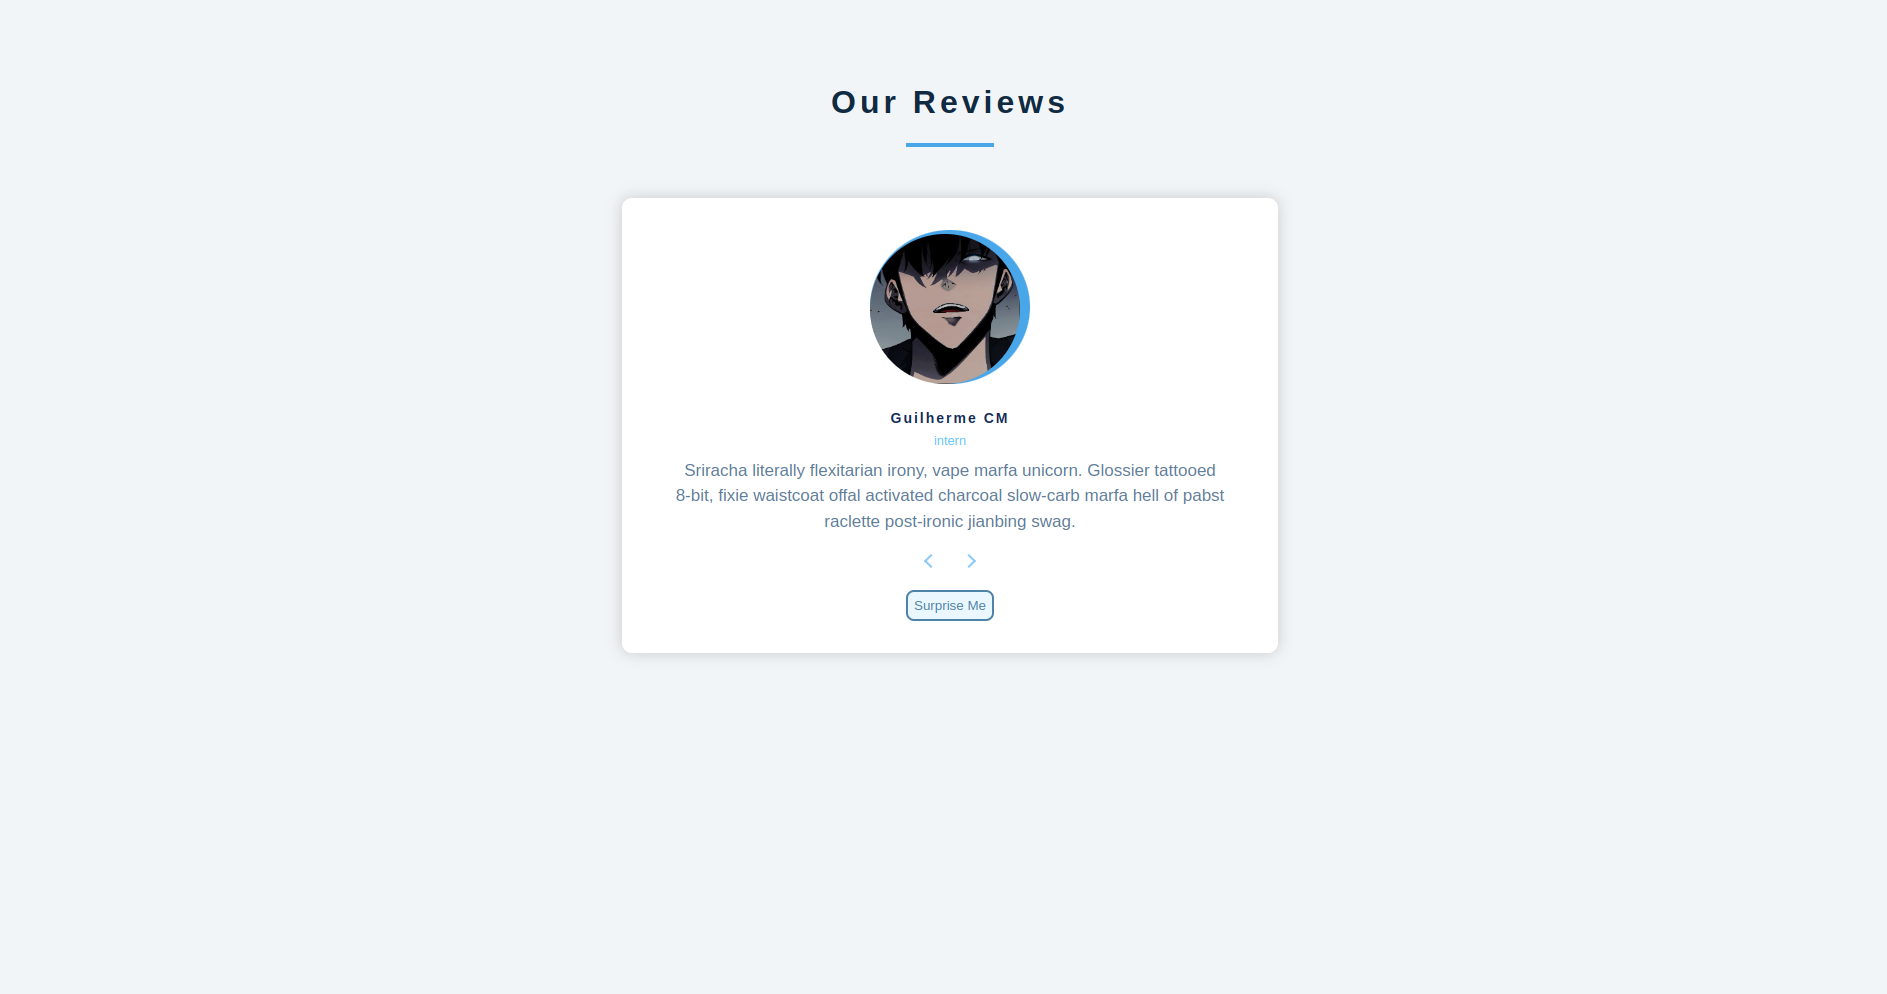 Our Reviews
Guilherme CM
intern
Sriracha literally flexitarian irony, vape marfa unicorn. Glossier tattooed
8-bit, fixie waistcoat offal activated charcoal slow-carb marfa hell of pabst
raclette post-ironic jianbing swag.
Surprise Me